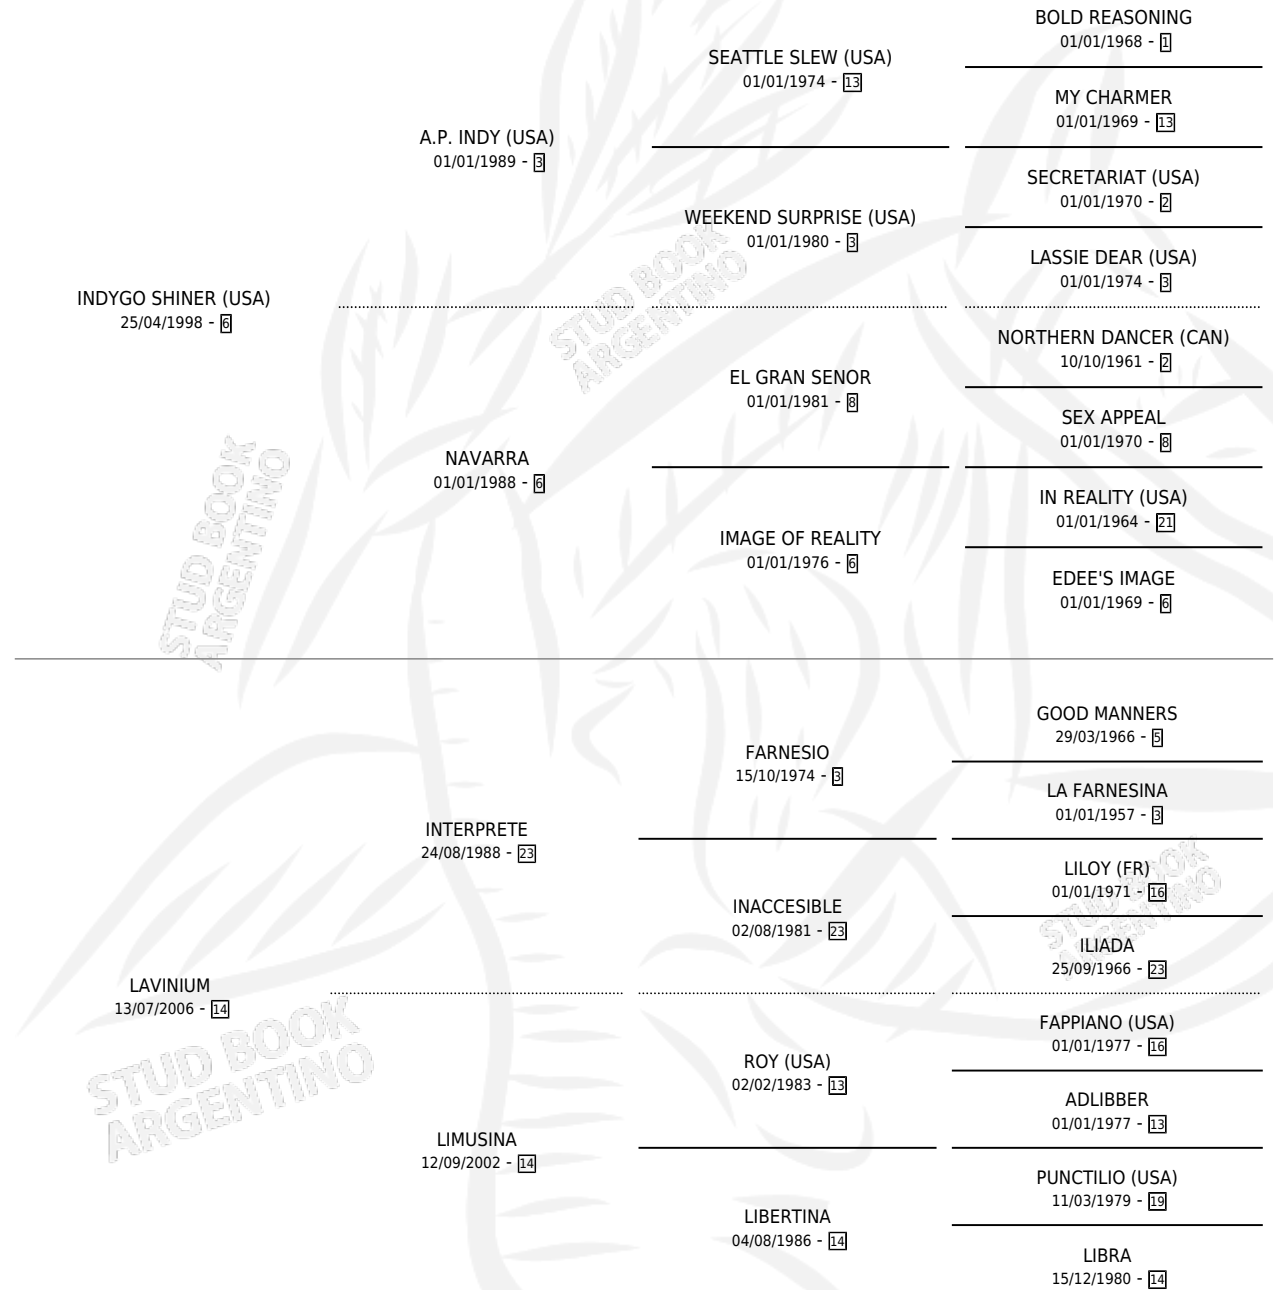 BOLD REASONING
01/01/1968 - 1
SEATTLE SLEW (USA)
01/01/1974 - 13
MY CHARMER
01/01/1969 - 13
A.P. INDY (USA)
01/01/1989 - 3
SECRETARIAT (USA)
01/01/1970 - 2
WEEKEND SURPRISE (USA)
01/01/1980 - 3
LASSIE DEAR (USA)
01/01/1974 - 3
INDYGO SHINER (USA)
25/04/1998 - 6
NORTHERN DANCER (CAN)
10/10/1961 - 2
EL GRAN SENOR
01/01/1981 - 8
SEX APPEAL
01/01/1970 - 8
NAVARRA
01/01/1988 - 6
IN REALITY (USA)
01/01/1964 - 21
IMAGE OF REALITY
01/01/1976 - 6
EDEE'S IMAGE
01/01/1969 - 6
GOOD MANNERS
29/03/1966 - 5
FARNESIO
15/10/1974 - 3
LA FARNESINA
01/01/1957 - 3
INTERPRETE
24/08/1988 - 23
LILOY (FR)
01/01/1971 - 16
INACCESIBLE
02/08/1981 - 23
ILIADA
25/09/1966 - 23
LAVINIUM
13/07/2006 - 14
FAPPIANO (USA)
01/01/1977 - 16
ROY (USA)
02/02/1983 - 13
ADLIBBER
01/01/1977 - 13
LIMUSINA
12/09/2002 - 14
PUNCTILIO (USA)
11/03/1979 - 19
LIBERTINA
04/08/1986 - 14
LIBRA
15/12/1980 - 14
STUD BOOK
ARGENTINO
STUD BOOK
ARGENTINO
STUD BOOK
ARGENTINO
STUD BOOK
ARGENTINO